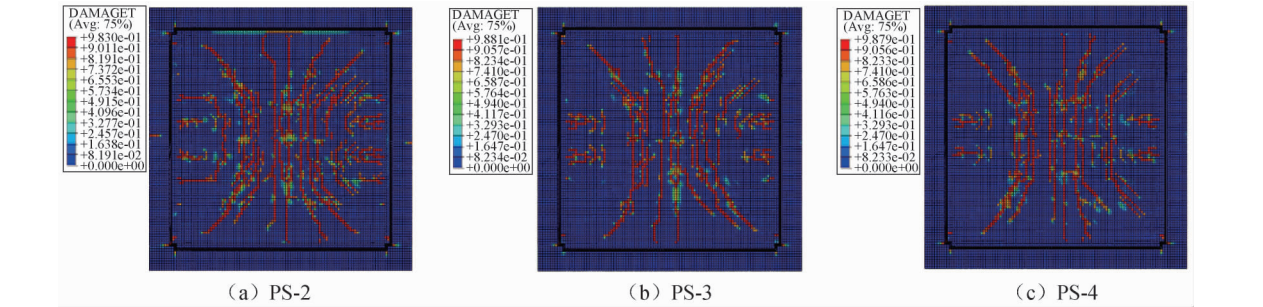 DAMAGET
(Avg: 75%)
+9.830e-01
+9.011e-01
+8.191e-01
+7.372e-01
+6.553e-01
+5.734e-01
+4.915e-01
+4.096e-01
+3.277e-01
+2.457e-01
+1.638e-01
+8.191e-02
+0.000e+00
(a) PS-2
DAMAGET
(Avg: 75%)
+9.881e-01
+9.057e-01
+8.234e-01
+7.410e-01
+6.587e-01
+5.764e-01
+4.940e-01
+4.117e-01
+3.293e-01
+2.470e-01
+1.647e-01
+8.234e-02
+0.000e+00
(b) PS-3
DAMAGET
(Avg: 75%)
+9.879e-01
+9.056e-01
+8.233e-01
+7.410e-01
+6.586e-01
+5.763e-01
+4.940e-01
+4.116e-01
+3.293e-01
+2.470e-01
+1.647e-01
+8.233e-02
+0.000e+00
(c) PS-4